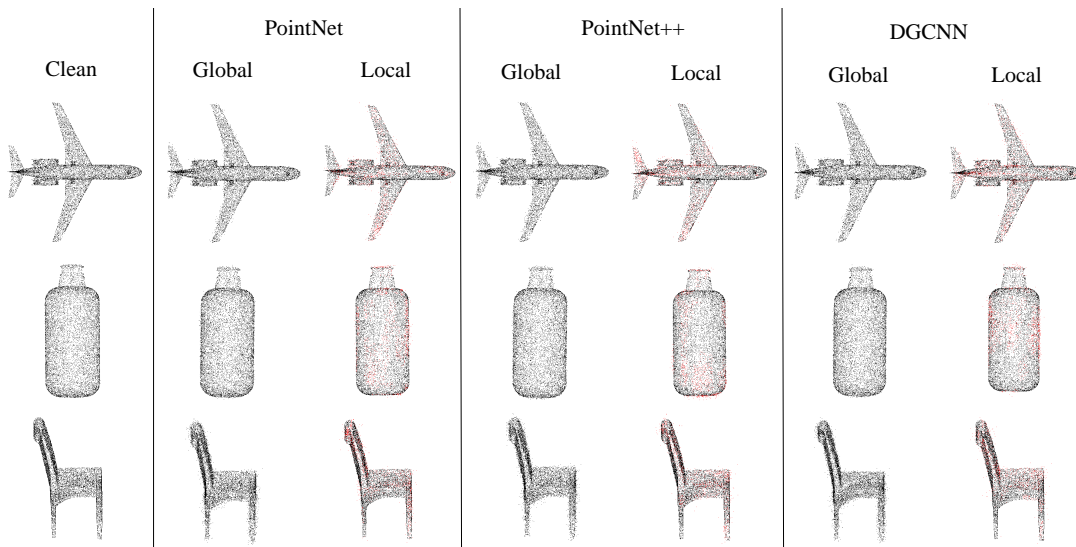 PointNet
PointNet++
DGCNN
Clean
Global
Local
Global
Local
Global
Local